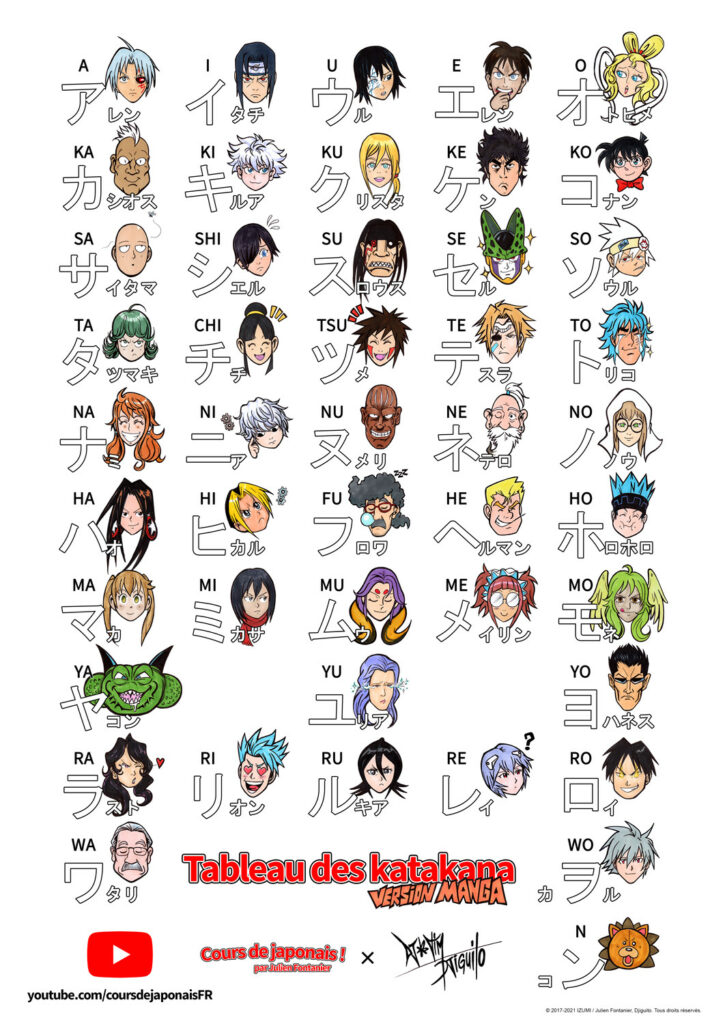 A I U E O
アレン イタチ ウル エレン オトヒメ
KA KI KU KE KO
カシオス キルア クリスタ ケン コナン
SA SHI SU SE SO
サイタマ シエル スロウス セル ソウル
TA CHI TSU TE TO
タツマキ チチ ツメ テスラ トリコ
NA NI NU NE NO
ナミ ニア ヌメリ ネテロ ノウ
HA HI FU HE HO
zzz
ハオ ヒカル フロワ ヘルマン ホロホロ
MA MI MU ME MO
マカ ミカサ ムウ メイリン モネ
YA YU YO
ヤコン ユリア ヨハネス
RA RI RU RE RO
?
ラスト リオン ルキア レイ ロイ
WA WO
ワタリ カヲル
Tableau des katakana
VERSION MANGA
N
コン
Cours de japonais !
par Julien Fontanier
×
DJIGUITO
youtube.com/coursdejaponaisFR
© 2017-2021 IZUMI / Julien Fontanier, Djiguito. Tous droits réservés.